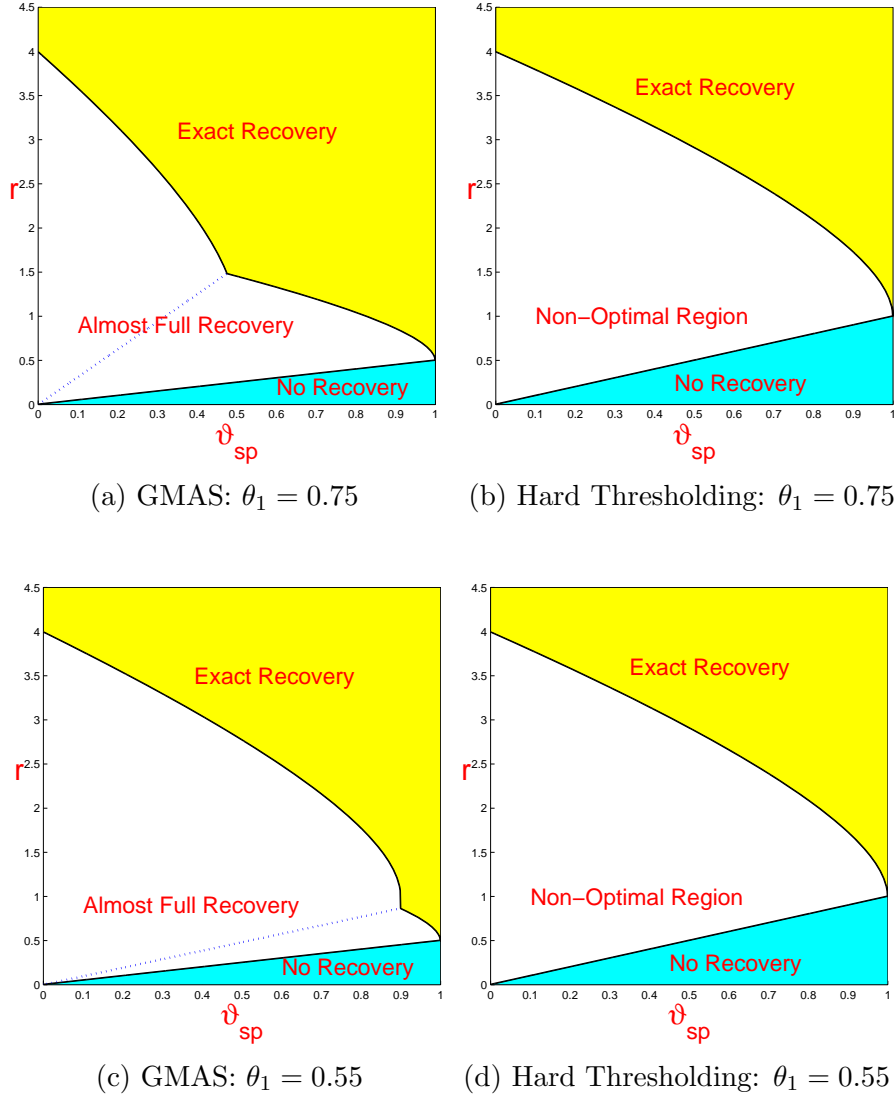 4.5
4
3.5
3
2.5
2
1.5
1
0.5
0
r
Exact Recovery
Almost Full Recovery
No Recovery
0 0.1 0.2 0.3 0.4 0.5 0.6 0.7 0.8 0.9 1
ϑsp
(a) GMAS: θ1 = 0.75
4.5
4
3.5
3
2.5
2
1.5
1
0.5
0
r
Exact Recovery
Non−Optimal Region
No Recovery
0 0.1 0.2 0.3 0.4 0.5 0.6 0.7 0.8 0.9 1
ϑsp
(b) Hard Thresholding: θ1 = 0.75
4.5
4
3.5
3
2.5
2
1.5
1
0.5
0
r
Exact Recovery
Almost Full Recovery
No Recovery
0 0.1 0.2 0.3 0.4 0.5 0.6 0.7 0.8 0.9 1
ϑsp
(c) GMAS: θ1 = 0.55
4.5
4
3.5
3
2.5
2
1.5
1
0.5
0
r
Exact Recovery
Non−Optimal Region
No Recovery
0 0.1 0.2 0.3 0.4 0.5 0.6 0.7 0.8 0.9 1
ϑsp
(d) Hard Thresholding: θ1 = 0.55